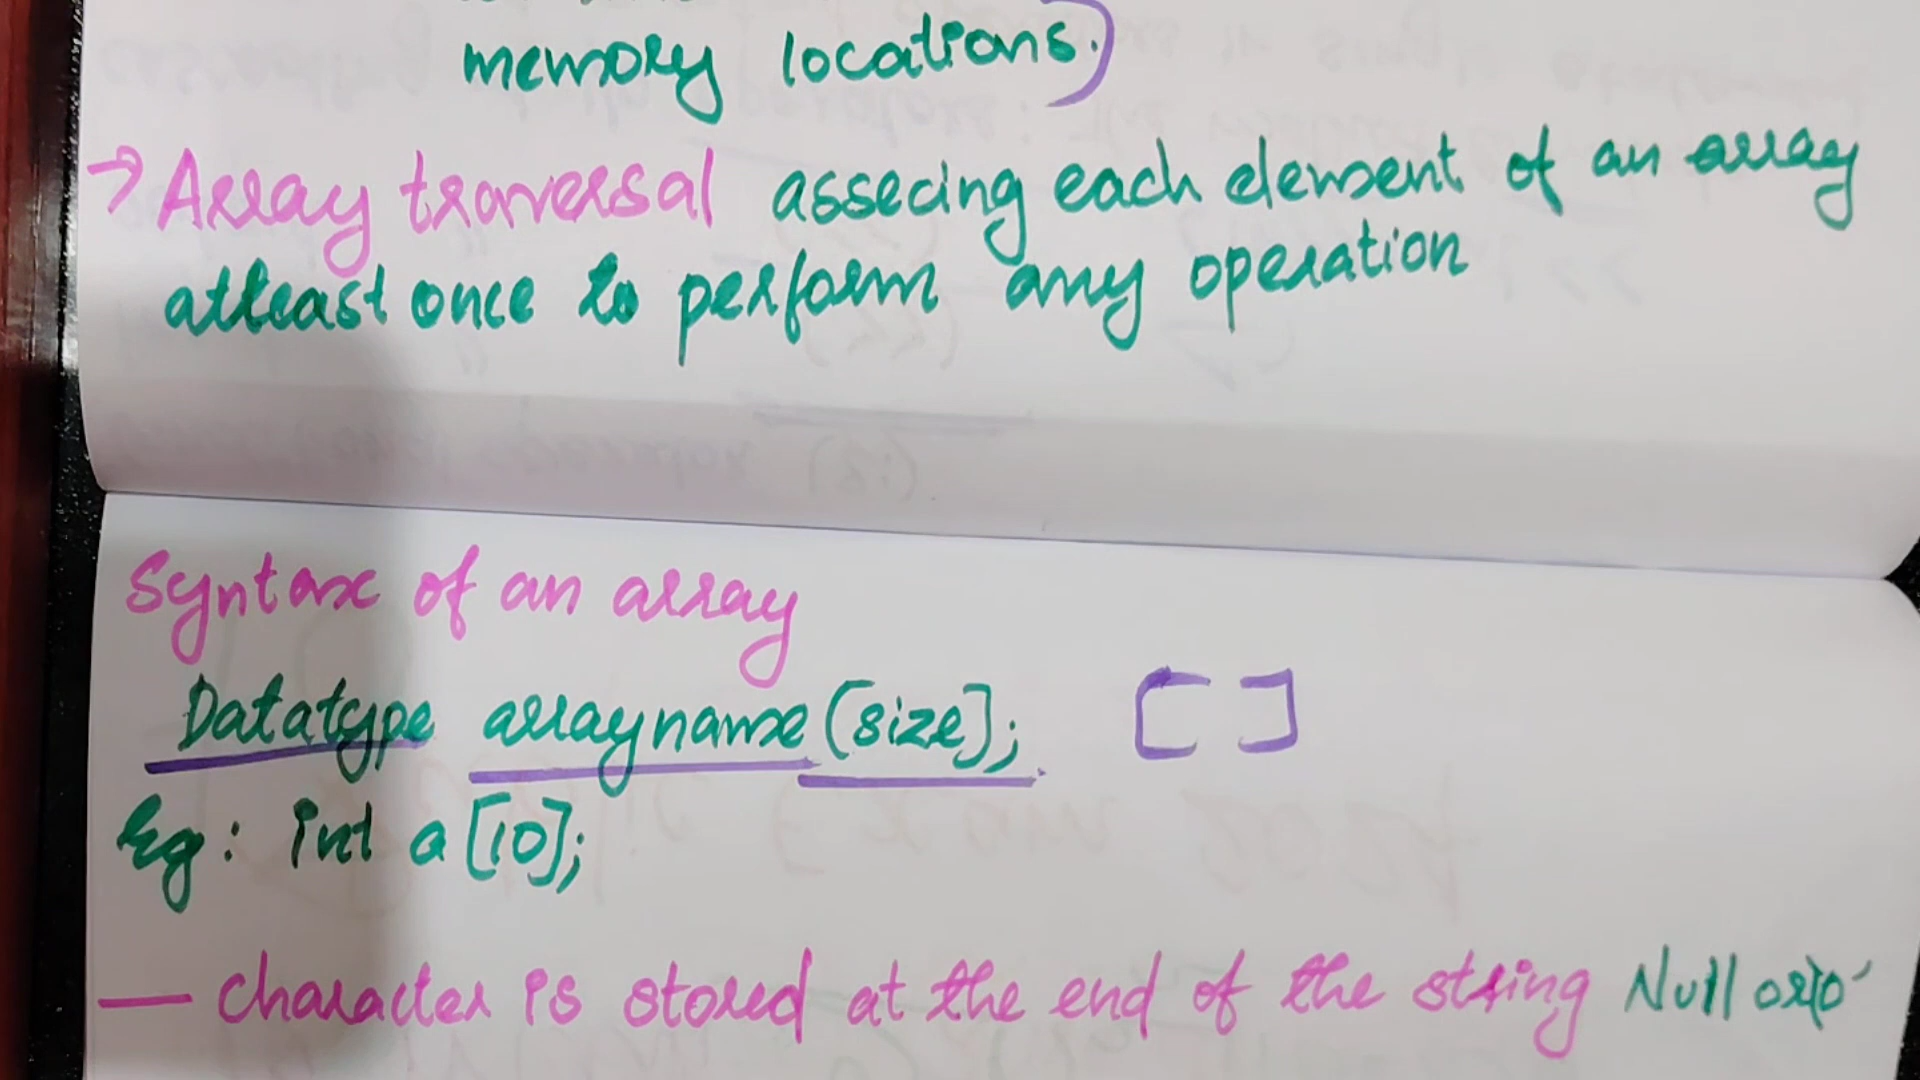 memory locations.)
→ Array traversal assecing each element of an array
atleast once to perform any operation
Syntax of an array
Datatype arrayname[size]; [ ]
Eg: int a[10];
— character is stored at the end of the string Null or\0'